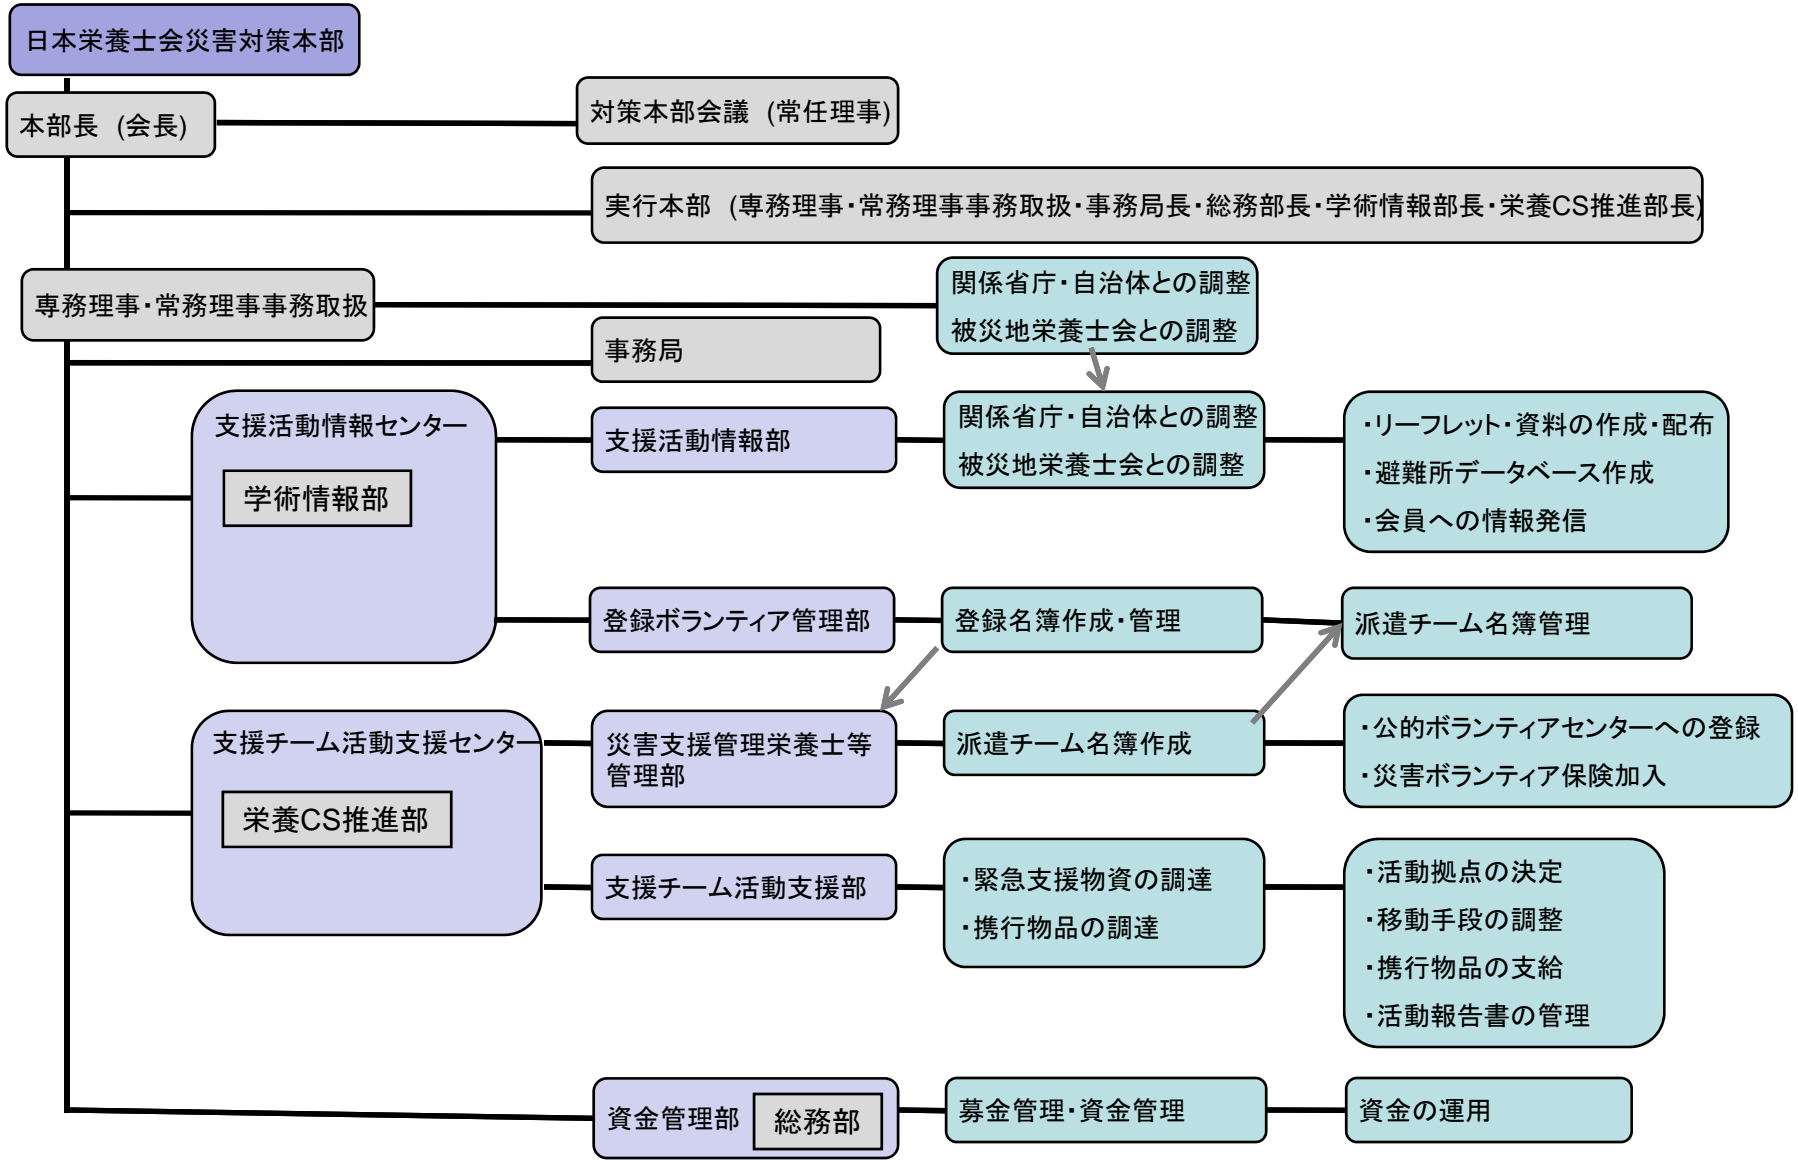 日本栄養士会災害対策本部
本部長（会長）
対策本部会議（常任理事)
実行本部（専務理事・常務理事事務取扱・事務局長・総務部長・学術情報部長・栄養CS推進部長)
専務理事・常務理事事務取扱
関係省庁・自治体との調整
被災地栄養士会との調整
事務局
支援活動情報センター
学術情報部
支援活動情報部
関係省庁・自治体との調整
被災地栄養士会との調整
・リーフレット・資料の作成・配布
・避難所データベース作成
・会員への情報発信
登録ボランティア管理部
登録名簿作成・管理
派遣チーム名簿管理
支援チーム活動支援センター
栄養CS推進部
災害支援管理栄養士等
管理部
派遣チーム名簿作成
・公的ボランティアセンターへの登録
・災害ボランティア保険加入
支援チーム活動支援部
・緊急支援物資の調達
・携行物品の調達
・活動拠点の決定
・移動手段の調整
・携行物品の支給
・活動報告書の管理
資金管理部
総務部
募金管理・資金管理
資金の運用